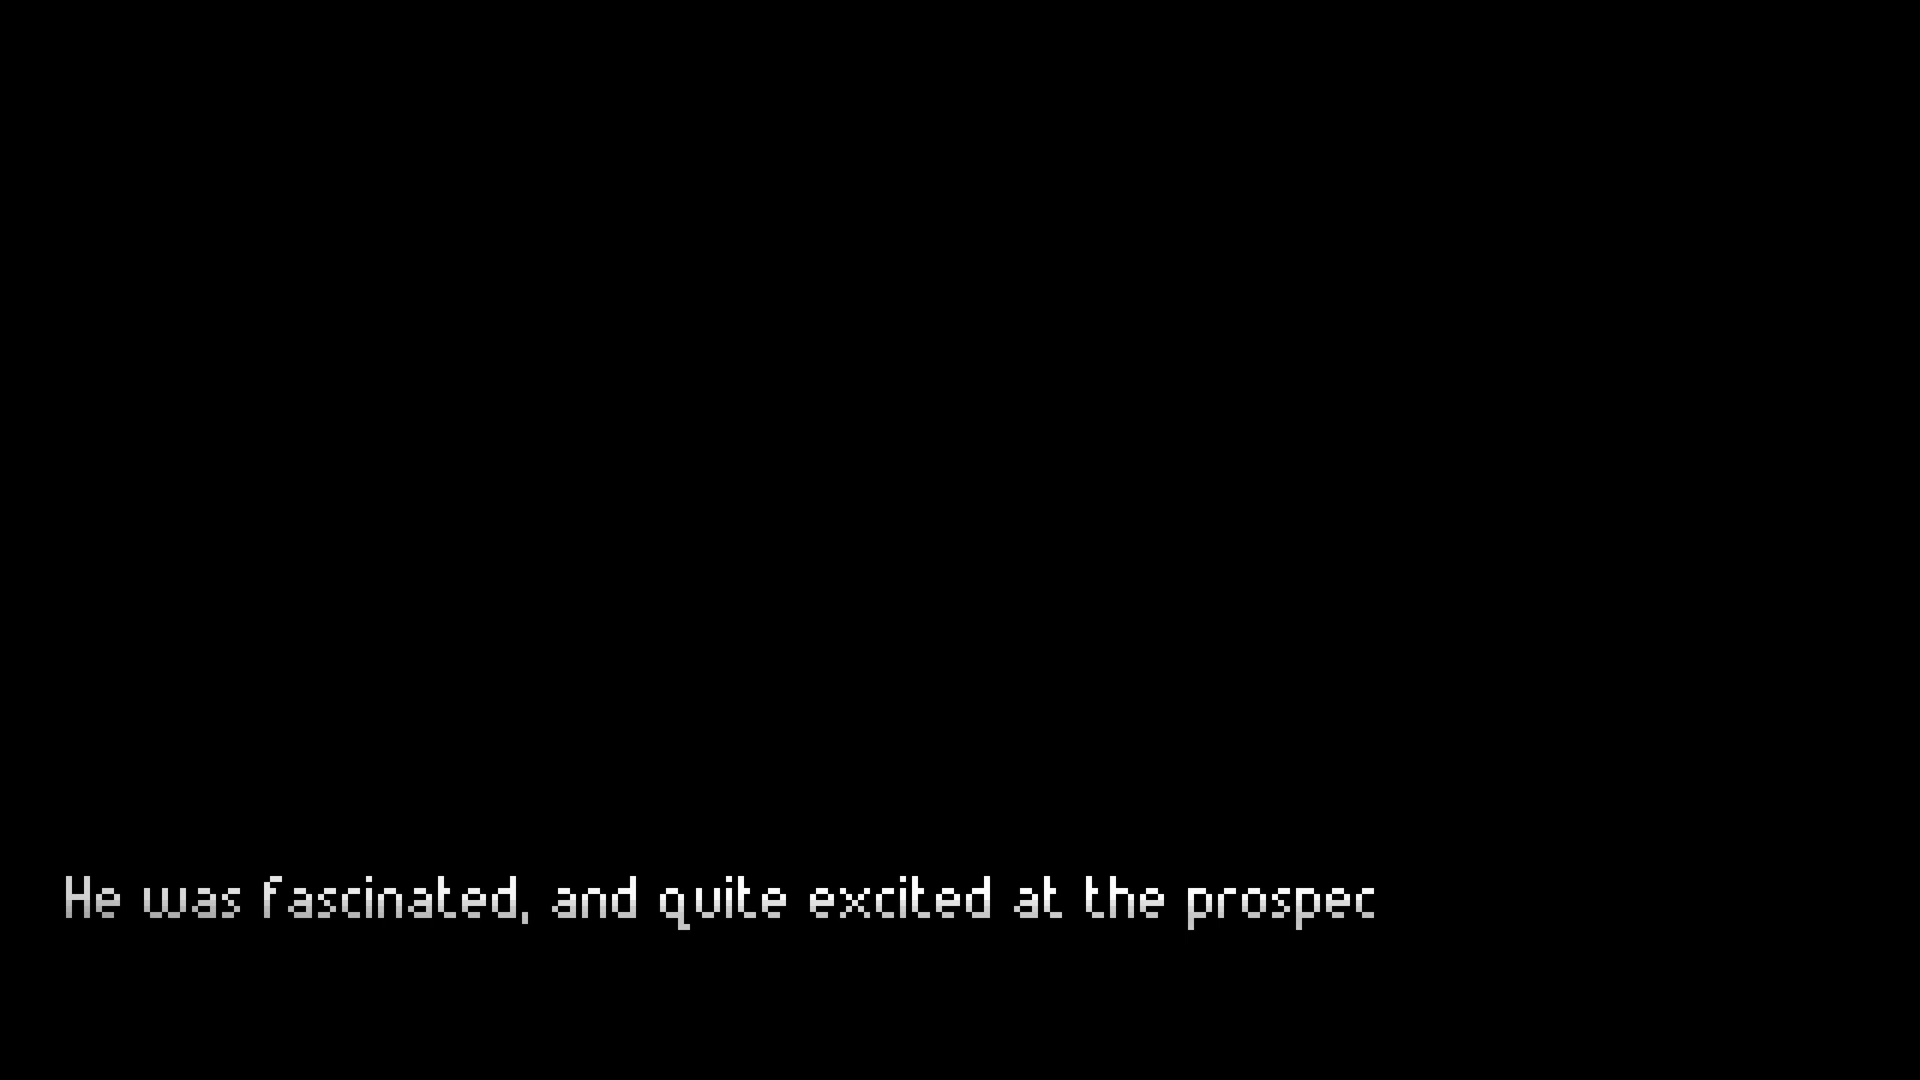 He was fascinated, and quite excited at the prospec